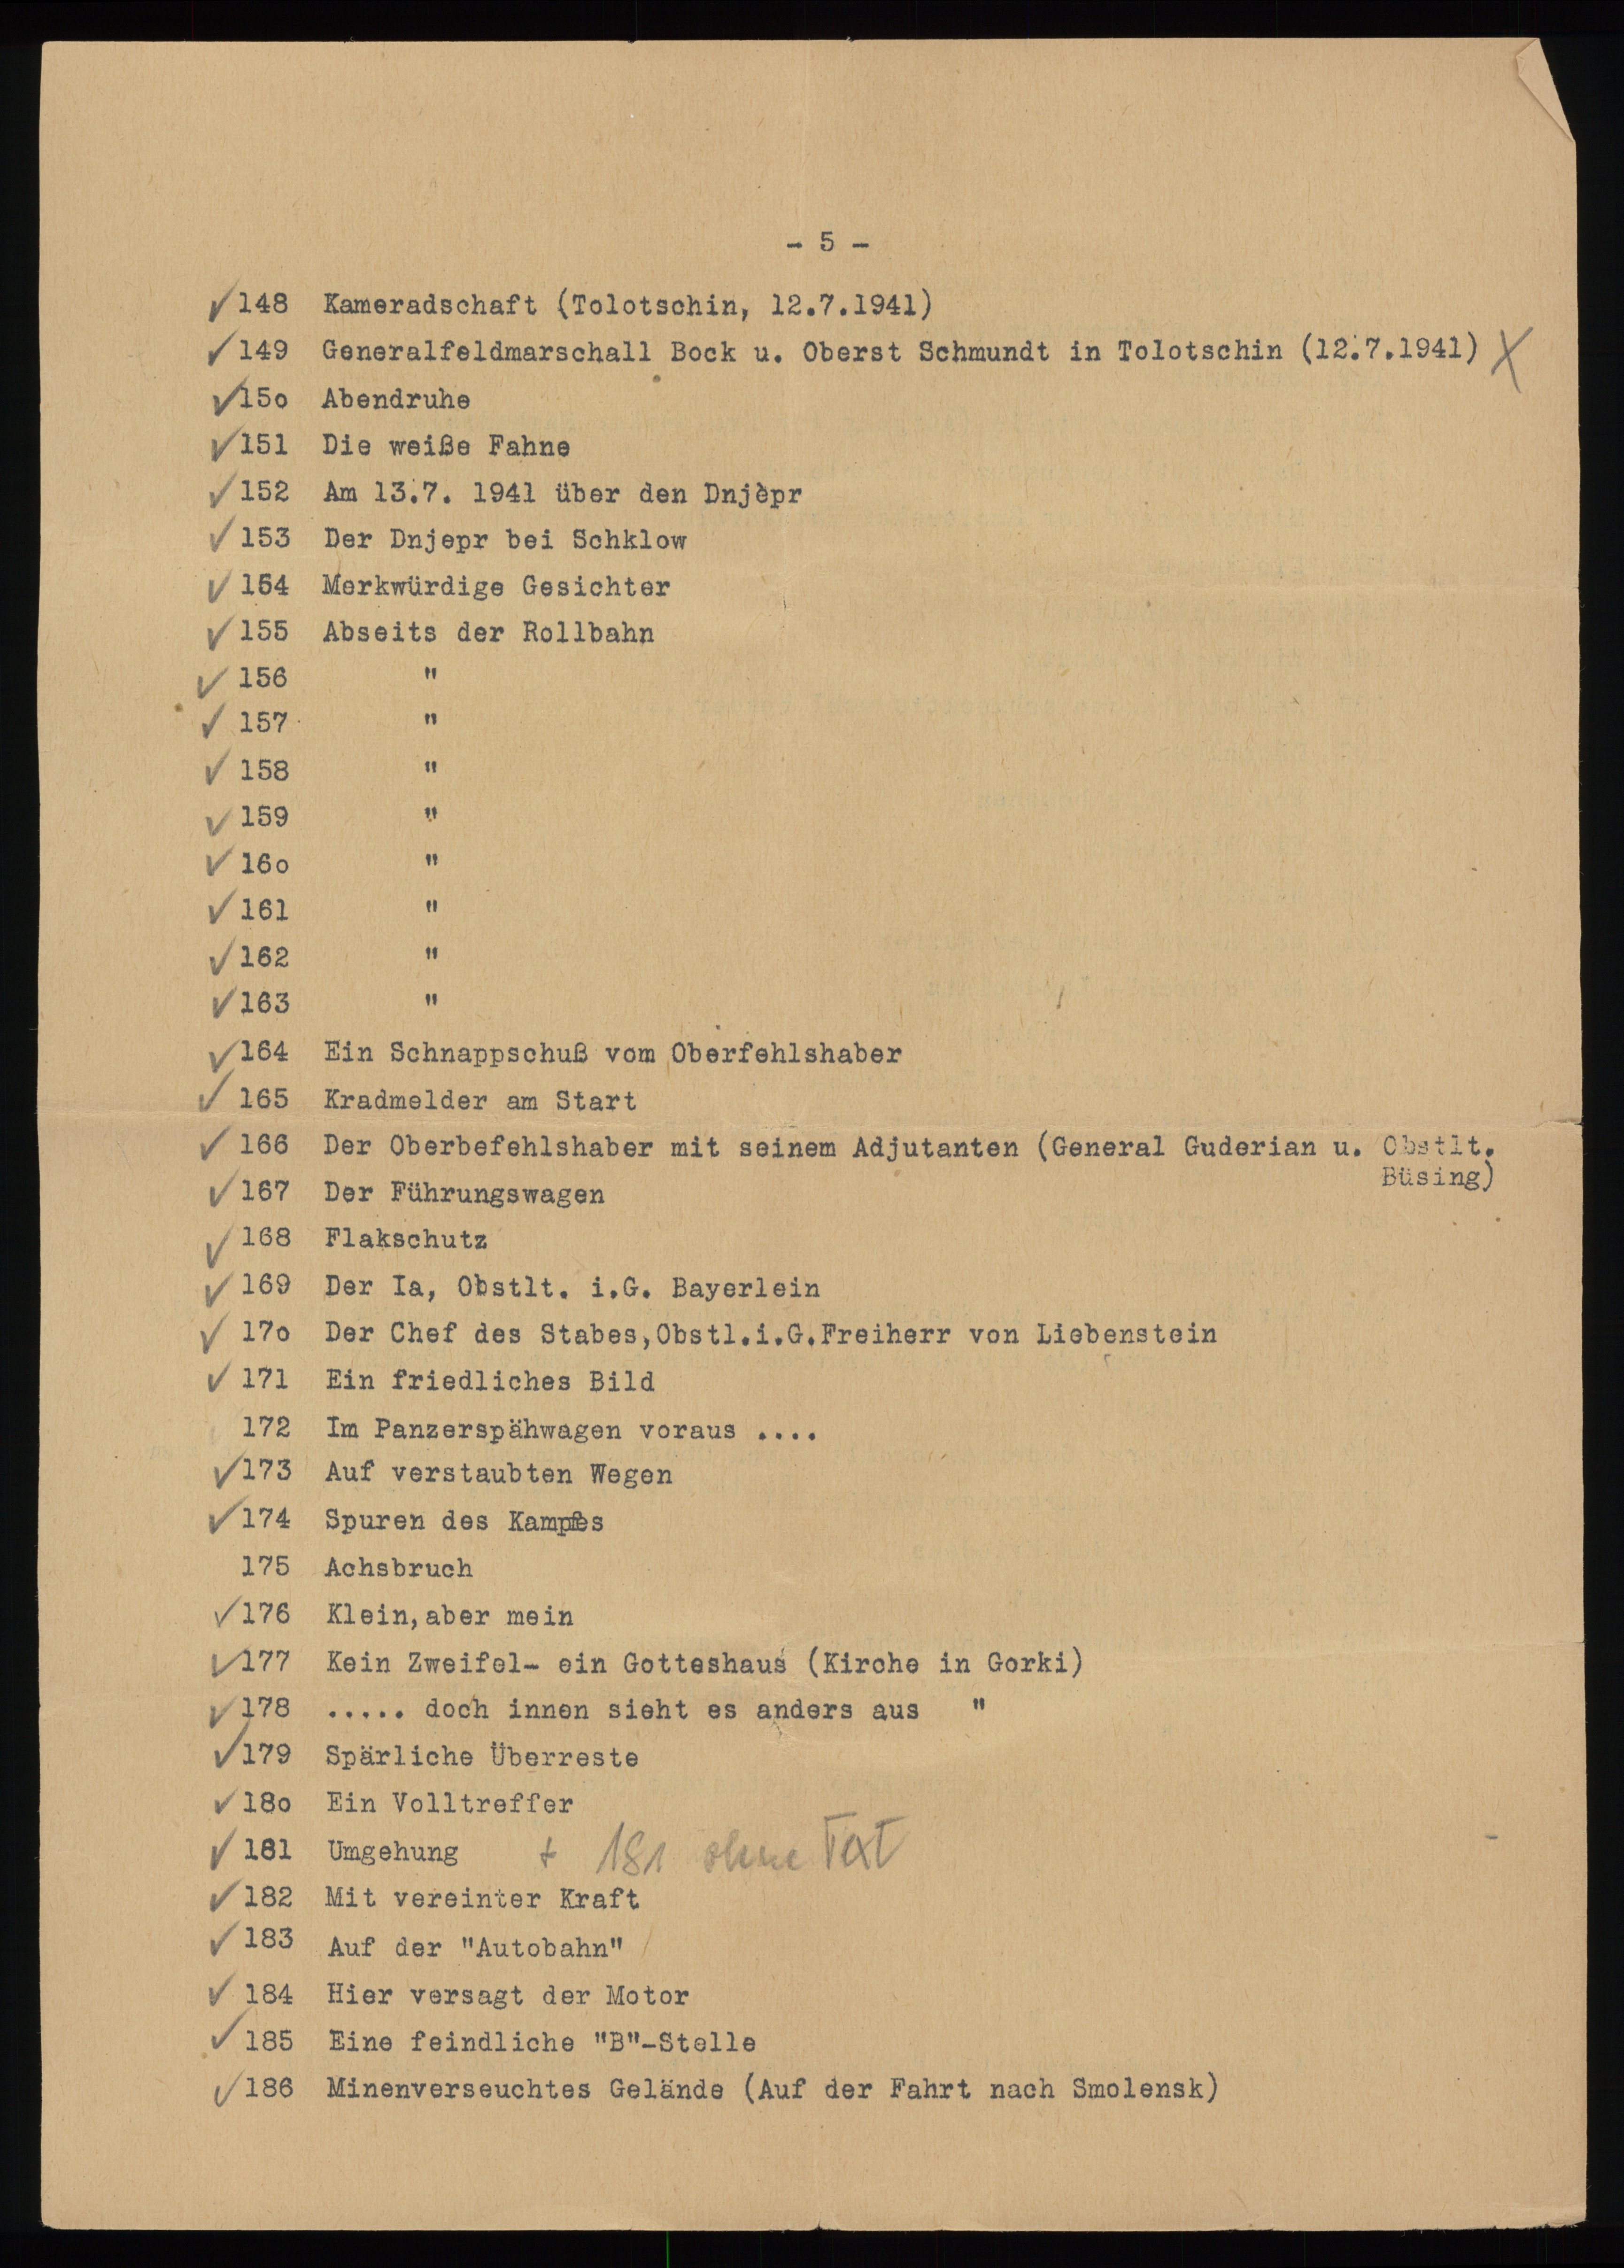 - 5 -
✓ 148 Kameradschaft (Tolotschin, 12.7.1941)
✓ 149 Generalfeldmarschall Bock u. Oberst Schmundt in Tolotschin (12.7.1941) X
✓ 15o Abendruhe
✓ 151 Die weiße Fahne
✓ 152 Am 13.7. 1941 über den Dnjepr
✓ 153 Der Dnjepr bei Schklow
✓ 154 Merkwürdige Gesichter
✓ 155 Abseits der Rollbahn
✓ 156 "
✓ 157 "
✓ 158 "
✓ 159 "
✓ 16o "
✓ 161 "
✓ 162 "
✓ 163 "
✓ 164 Ein Schnappschuß vom Oberfehlshaber
✓ 165 Kradmelder am Start
✓ 166 Der Oberbefehlshaber mit seinem Adjutanten (General Guderian u. Obstlt.
Büsing)
✓ 167 Der Führungswagen
✓ 168 Flakschutz
✓ 169 Der Ia, Obstlt. i.G. Bayerlein
✓ 17o Der Chef des Stabes,Obstl.i.G.Freiherr von Liebenstein
✓ 171 Ein friedliches Bild
172 Im Panzerspähwagen voraus ....
✓ 173 Auf verstaubten Wegen
✓ 174 Spuren des Kampfes
175 Achsbruch
✓ 176 Klein,aber mein
✓ 177 Kein Zweifel- ein Gotteshaus (Kirche in Gorki)
✓ 178 ..... doch innen sieht es anders aus "
✓ 179 Spärliche Überreste
✓ 18o Ein Volltreffer
✓ 181 Umgehung + 181 ohne Text
✓ 182 Mit vereinter Kraft
✓ 183 Auf der "Autobahn"
✓ 184 Hier versagt der Motor
✓ 185 Eine feindliche "B"-Stelle
✓ 186 Minenverseuchtes Gelände (Auf der Fahrt nach Smolensk)